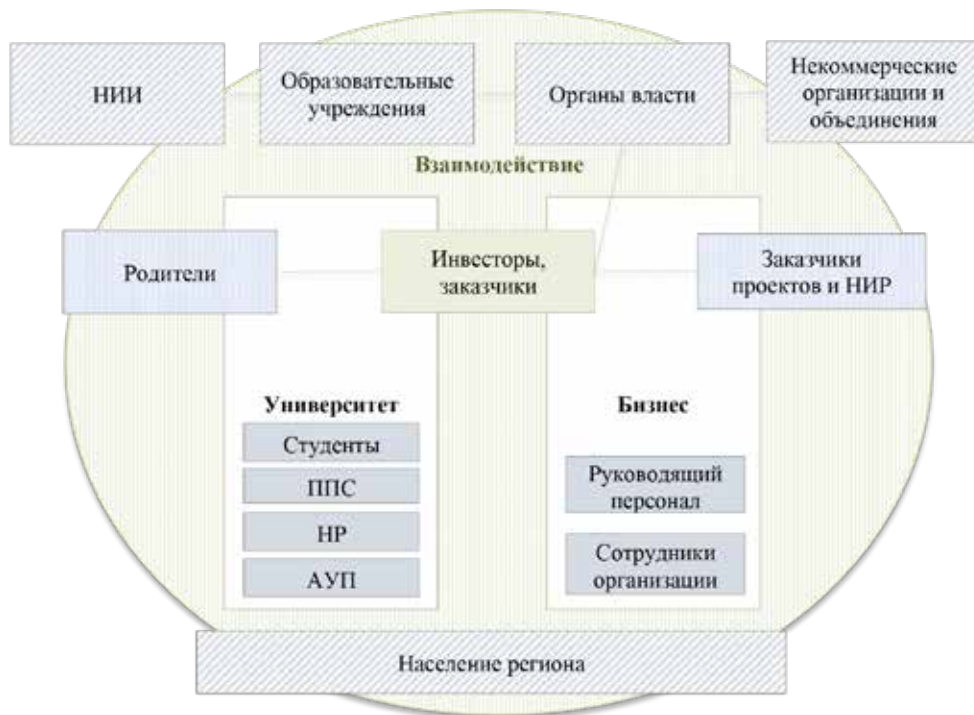 НИИ
Образовательные
учреждения
Органы власти
Некоммерческие
организации и
объединения
Взаимодействие
Родители
Инвесторы,
заказчики
Заказчики
проектов и НИР
Университет
Студенты
ППС
НР
АУП
Бизнес
Руководящий
персонал
Сотрудники
организации
Население региона